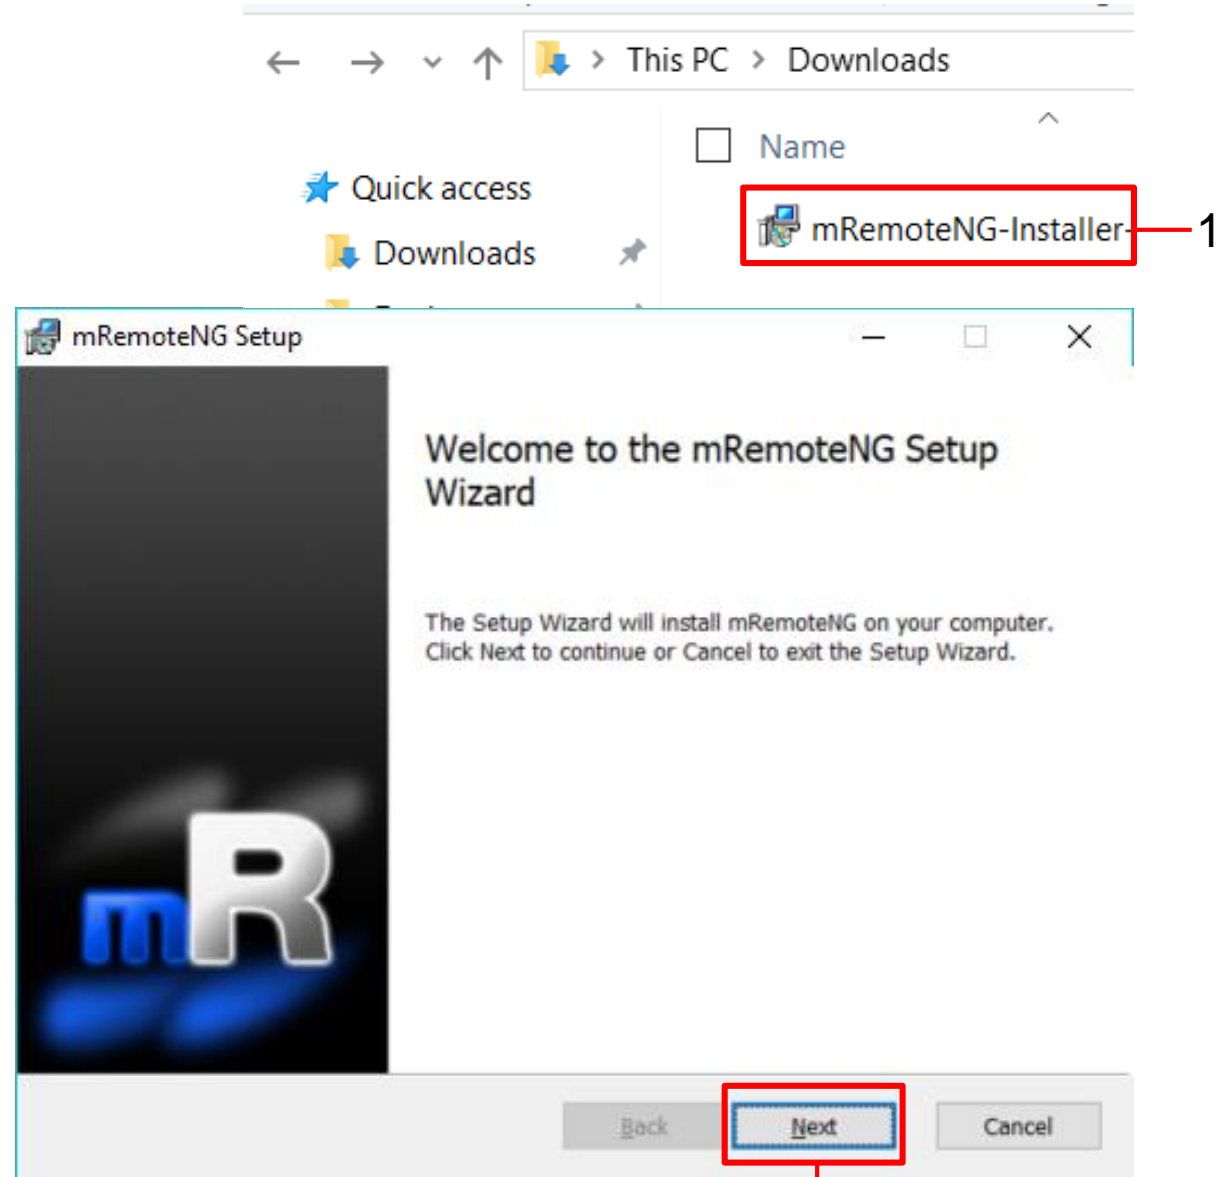 This PC > Downloads
Name
Quick access
mRemoteNG-Installer-
1
Downloads
mRemoteNG Setup
Welcome to the mRemoteNG Setup
Wizard
The Setup Wizard will install mRemoteNG on your computer.
Click Next to continue or Cancel to exit the Setup Wizard.
mR
Back
Next
Cancel